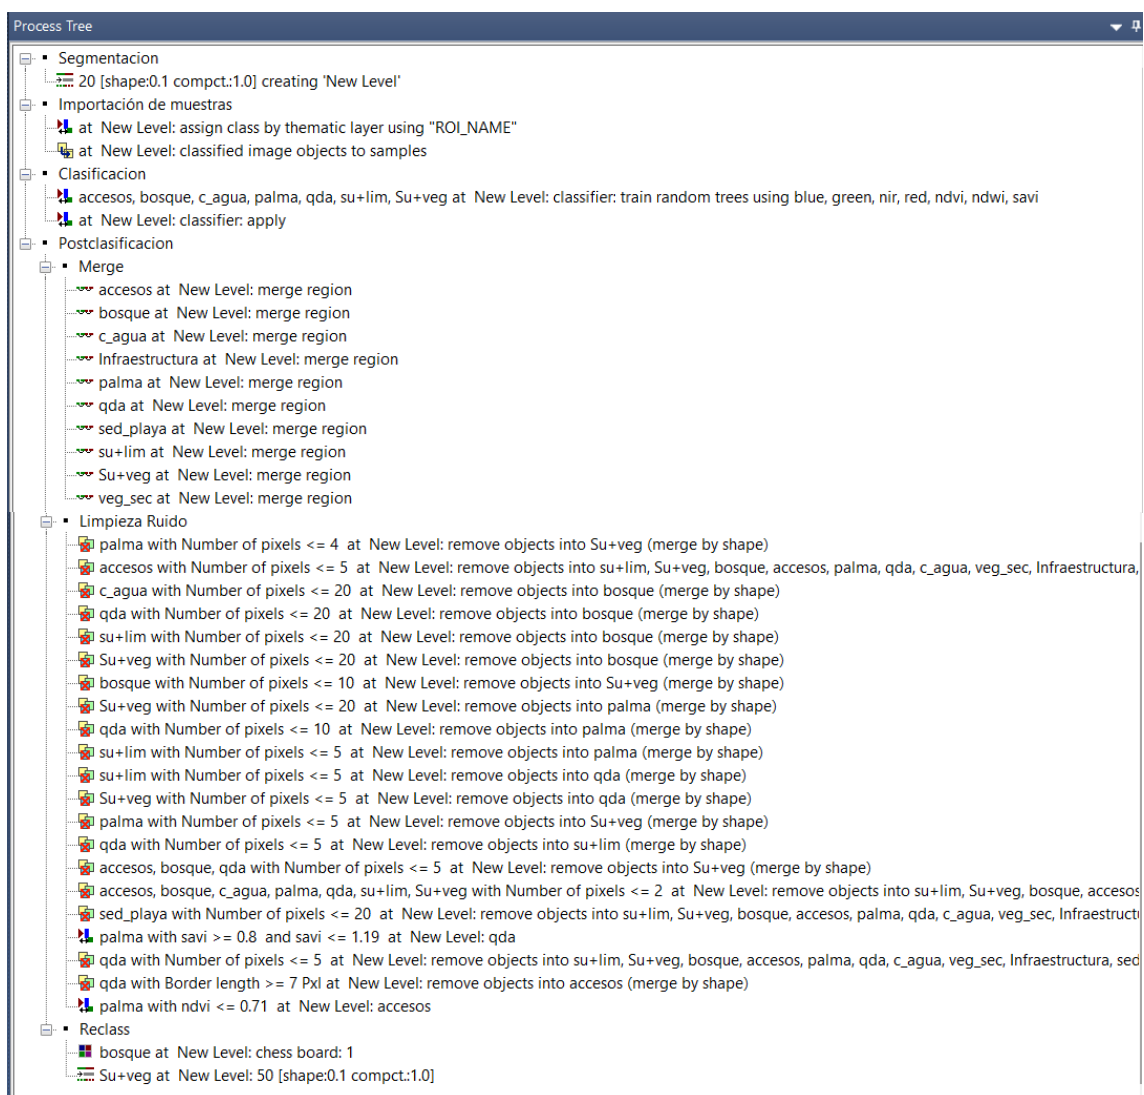 Process Tree
Segmentacion
20 [shape:0.1 compct.:1.0] creating 'New Level'
Importación de muestras
at New Level: assign class by thematic layer using "ROI_NAME"
at New Level: classified image objects to samples
Clasificacion
accesos, bosque, c_agua, palma, qda, su+lim, Su+veg at New Level: classifier: train random trees using blue, green, nir, red, ndvi, ndwi, savi
at New Level: classifier: apply
Postclasificacion
Merge
accesos at New Level: merge region
bosque at New Level: merge region
c_agua at New Level: merge region
Infraestructura at New Level: merge region
palma at New Level: merge region
qda at New Level: merge region
sed_playa at New Level: merge region
su+lim at New Level: merge region
Su+veg at New Level: merge region
veg_sec at New Level: merge region
Limpieza Ruido
palma with Number of pixels <= 4 at New Level: remove objects into Su+veg (merge by shape)
accesos with Number of pixels <= 5 at New Level: remove objects into su+lim, Su+veg, bosque, accesos, palma, qda, c_agua, veg_sec, Infraestructura,
c_agua with Number of pixels <= 20 at New Level: remove objects into bosque (merge by shape)
qda with Number of pixels <= 20 at New Level: remove objects into bosque (merge by shape)
su+lim with Number of pixels <= 20 at New Level: remove objects into bosque (merge by shape)
Su+veg with Number of pixels <= 20 at New Level: remove objects into bosque (merge by shape)
bosque with Number of pixels <= 10 at New Level: remove objects into Su+veg (merge by shape)
Su+veg with Number of pixels <= 20 at New Level: remove objects into palma (merge by shape)
qda with Number of pixels <= 10 at New Level: remove objects into palma (merge by shape)
su+lim with Number of pixels <= 5 at New Level: remove objects into palma (merge by shape)
su+lim with Number of pixels <= 5 at New Level: remove objects into qda (merge by shape)
Su+veg with Number of pixels <= 5 at New Level: remove objects into qda (merge by shape)
palma with Number of pixels <= 5 at New Level: remove objects into Su+veg (merge by shape)
qda with Number of pixels <= 5 at New Level: remove objects into su+lim (merge by shape)
accesos, bosque, qda with Number of pixels <= 5 at New Level: remove objects into Su+veg (merge by shape)
accesos, bosque, c_agua, palma, qda, su+lim, Su+veg with Number of pixels <= 2 at New Level: remove objects into su+lim, Su+veg, bosque, accesos
sed_playa with Number of pixels <= 20 at New Level: remove objects into su+lim, Su+veg, bosque, accesos, palma, qda, c_agua, veg_sec, Infraestructu
palma with savi >= 0.8 and savi <= 1.19 at New Level: qda
qda with Number of pixels <= 5 at New Level: remove objects into su+lim, Su+veg, bosque, accesos, palma, qda, c_agua, veg_sec, Infraestructura, sed
qda with Border length >= 7 Pxl at New Level: remove objects into accesos (merge by shape)
palma with ndvi <= 0.71 at New Level: accesos
Reclass
bosque at New Level: chess board: 1
Su+veg at New Level: 50 [shape:0.1 compct.:1.0]